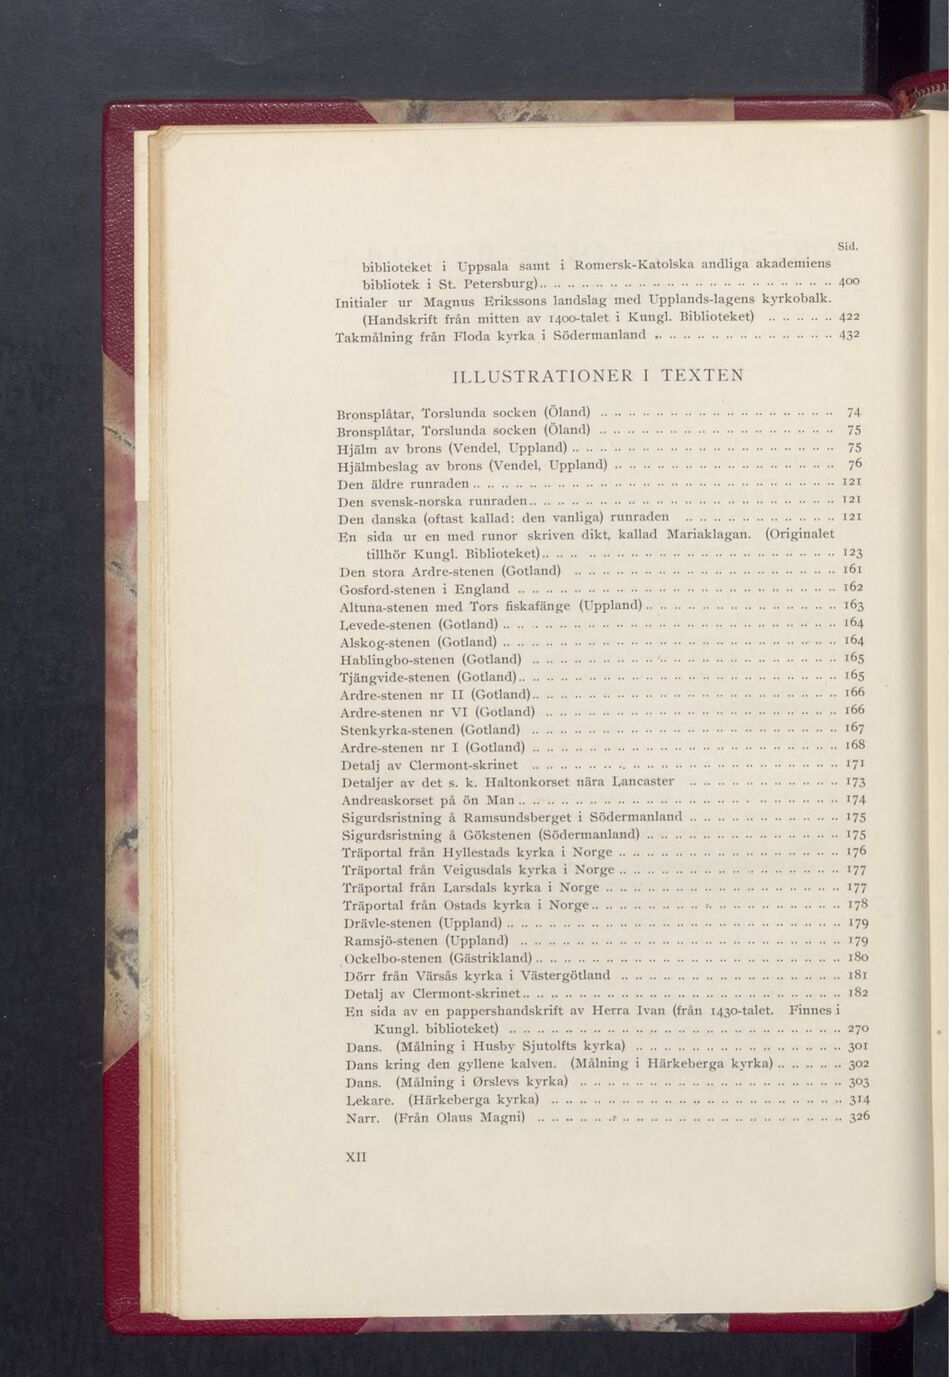 Sid.
biblioteket i Uppsala samt i Romersk-Katolska andliga akademiens
bibliotek i St. Petersburg) .. .. .. .. .. .. .. .. .. .. .. .. .. .. .. .. .. .. .. .. .. 400
Initialer ur Magnus Erikssons landslag med Upplands-lagens kyrkobalk.
(Handskrift från mitten av 1400-talet i Kungl. Biblioteket) .. .. .. .. .. 422
Takmålning från Floda kyrka i Södermanland .. .. .. .. .. .. .. .. .. .. .. .. .. 432
ILLUSTRATIONER I TEXTEN
Bronsplåtar, Torslunda socken (Öland) .. .. .. .. .. .. .. .. .. .. .. .. .. .. .. .. .. 74
Bronsplåtar, Torslunda socken (Öland) .. .. .. .. .. .. .. .. .. .. .. .. .. .. .. .. .. 75
Hjälm av brons (Vendel, Uppland) .. .. .. .. .. .. .. .. .. .. .. .. .. .. .. .. .. .. .. 75
Hjälmbeslag av brons (Vendel, Uppland) .. .. .. .. .. .. .. .. .. .. .. .. .. .. .. .. 76
Den äldre runraden .. .. .. .. .. .. .. .. .. .. .. .. .. .. .. .. .. .. .. .. .. .. .. .. .. .. 121
Den svensk-norska runraden .. .. .. .. .. .. .. .. .. .. .. .. .. .. .. .. .. .. .. .. .. .. 121
Den danska (oftast kallad: den vanliga) runraden .. .. .. .. .. .. .. .. .. .. .. 121
En sida ur en med runor skriven dikt, kallad Mariaklagan. (Originalet
tillhör Kungl. Biblioteket) .. .. .. .. .. .. .. .. .. .. .. .. .. .. .. .. .. .. .. .. .. 123
Den stora Ardre-stenen (Gotland) .. .. .. .. .. .. .. .. .. .. .. .. .. .. .. .. .. .. .. 161
Gosford-stenen i England .. .. .. .. .. .. .. .. .. .. .. .. .. .. .. .. .. .. .. .. .. .. .. 162
Altuna-stenen med Tors fiskafänge (Uppland) .. .. .. .. .. .. .. .. .. .. .. .. .. .. 163
Levede-stenen (Gotland) .. .. .. .. .. .. .. .. .. .. .. .. .. .. .. .. .. .. .. .. .. .. .. .. 164
Alskog-stenen (Gotland) .. .. .. .. .. .. .. .. .. .. .. .. .. .. .. .. .. .. .. .. .. .. .. .. 164
Hablingbo-stenen (Gotland) .. .. .. .. .. .. .. .. .. .. .. .. .. .. .. .. .. .. .. .. .. .. 165
Tjängvide-stenen (Gotland) .. .. .. .. .. .. .. .. .. .. .. .. .. .. .. .. .. .. .. .. .. .. .. 165
Ardre-stenen nr II (Gotland) .. .. .. .. .. .. .. .. .. .. .. .. .. .. .. .. .. .. .. .. .. .. 166
Ardre-stenen nr VI (Gotland) .. .. .. .. .. .. .. .. .. .. .. .. .. .. .. .. .. .. .. .. .. 166
Stenkyrka-stenen (Gotland) .. .. .. .. .. .. .. .. .. .. .. .. .. .. .. .. .. .. .. .. .. .. 167
Ardre-stenen nr I (Gotland) .. .. .. .. .. .. .. .. .. .. .. .. .. .. .. .. .. .. .. .. .. .. 168
Detalj av Clermont-skrinet .. .. .. .. .. .. .. .. .. .. .. .. .. .. .. .. .. .. .. .. .. .. 171
Detaljer av det s. k. Haltonkorset nära Lancaster .. .. .. .. .. .. .. .. .. .. .. 173
Andreaskorset på ön Man .. .. .. .. .. .. .. .. .. .. .. .. .. .. .. .. .. .. .. .. .. .. .. 174
Sigurdsristning å Ramsundsberget i Södermanland .. .. .. .. .. .. .. .. .. .. .. 175
Sigurdsristning å Gökstenen (Södermanland) .. .. .. .. .. .. .. .. .. .. .. .. .. .. 175
Träportal från Hyllestads kyrka i Norge .. .. .. .. .. .. .. .. .. .. .. .. .. .. .. .. 176
Träportal från Veigusdals kyrka i Norge .. .. .. .. .. .. .. .. .. .. .. .. .. .. .. .. 177
Träportal från Larsdals kyrka i Norge .. .. .. .. .. .. .. .. .. .. .. .. .. .. .. .. .. 177
Träportal från Ostads kyrka i Norge .. .. .. .. .. .. .. .. .. .. .. .. .. .. .. .. .. .. 178
Drävle-stenen (Uppland) .. .. .. .. .. .. .. .. .. .. .. .. .. .. .. .. .. .. .. .. .. .. .. .. 179
Ramsjö-stenen (Uppland) .. .. .. .. .. .. .. .. .. .. .. .. .. .. .. .. .. .. .. .. .. .. .. 179
Ockelbo-stenen (Gästrikland) .. .. .. .. .. .. .. .. .. .. .. .. .. .. .. .. .. .. .. .. .. .. 180
Dörr från Värsås kyrka i Västergötland .. .. .. .. .. .. .. .. .. .. .. .. .. .. .. .. 181
Detalj av Clermont-skrinet .. .. .. .. .. .. .. .. .. .. .. .. .. .. .. .. .. .. .. .. .. .. .. 182
En sida av en pappershandskrift av Herra Ivan (från 1430-talet. Finnes i
Kungl. biblioteket) .. .. .. .. .. .. .. .. .. .. .. .. .. .. .. .. .. .. .. .. .. .. .. .. 270
Dans. (Målning i Husby Sjutolfts kyrka) .. .. .. .. .. .. .. .. .. .. .. .. .. .. .. 301
Dans kring den gyllene kalven. (Målning i Härkeberga kyrka) .. .. .. .. .. 302
Dans. (Målning i Ørslevs kyrka) .. .. .. .. .. .. .. .. .. .. .. .. .. .. .. .. .. .. .. 303
Lekare. (Härkeberga kyrka) .. .. .. .. .. .. .. .. .. .. .. .. .. .. .. .. .. .. .. .. .. 314
Narr. (Från Olaus Magni) .. .. .. .. .. .. .. .. .. .. .. .. .. .. .. .. .. .. .. .. .. .. 326
XII